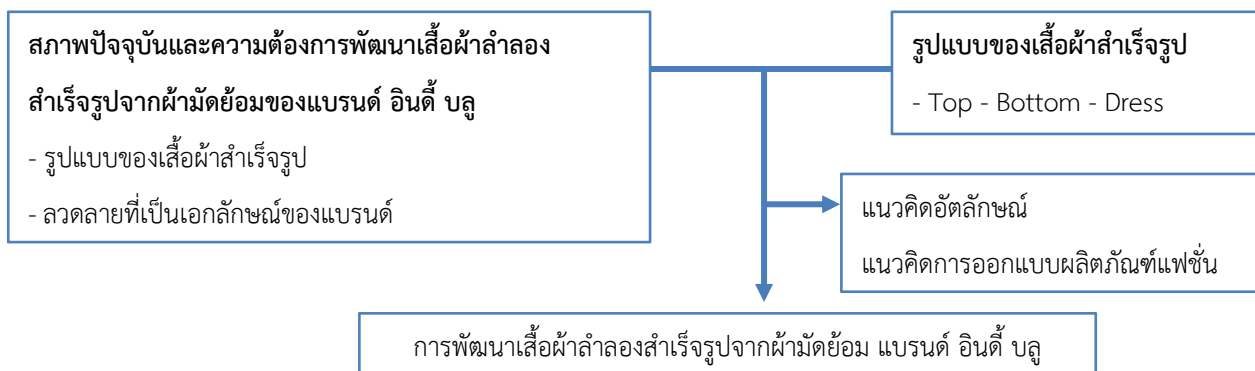 สภาพปัจจุบันและความต้องการพัฒนาเสื้อผ้าลำลอง
สำเร็จรูปจากผ้ามัดย้อมของแบรนด์ อินดี้ บลู
- รูปแบบของเสื้อผ้าสำเร็จรูป
- ลวดลายที่เป็นเอกลักษณ์ของแบรนด์
รูปแบบของเสื้อผ้าสำเร็จรูป
- Top - Bottom - Dress
แนวคิดอัตลักษณ์
แนวคิดการออกแบบผลิตภัณฑ์แฟชั่น
การพัฒนาเสื้อผ้าลำลองสำเร็จรูปจากผ้ามัดย้อม แบรนด์ อินดี้ บลู